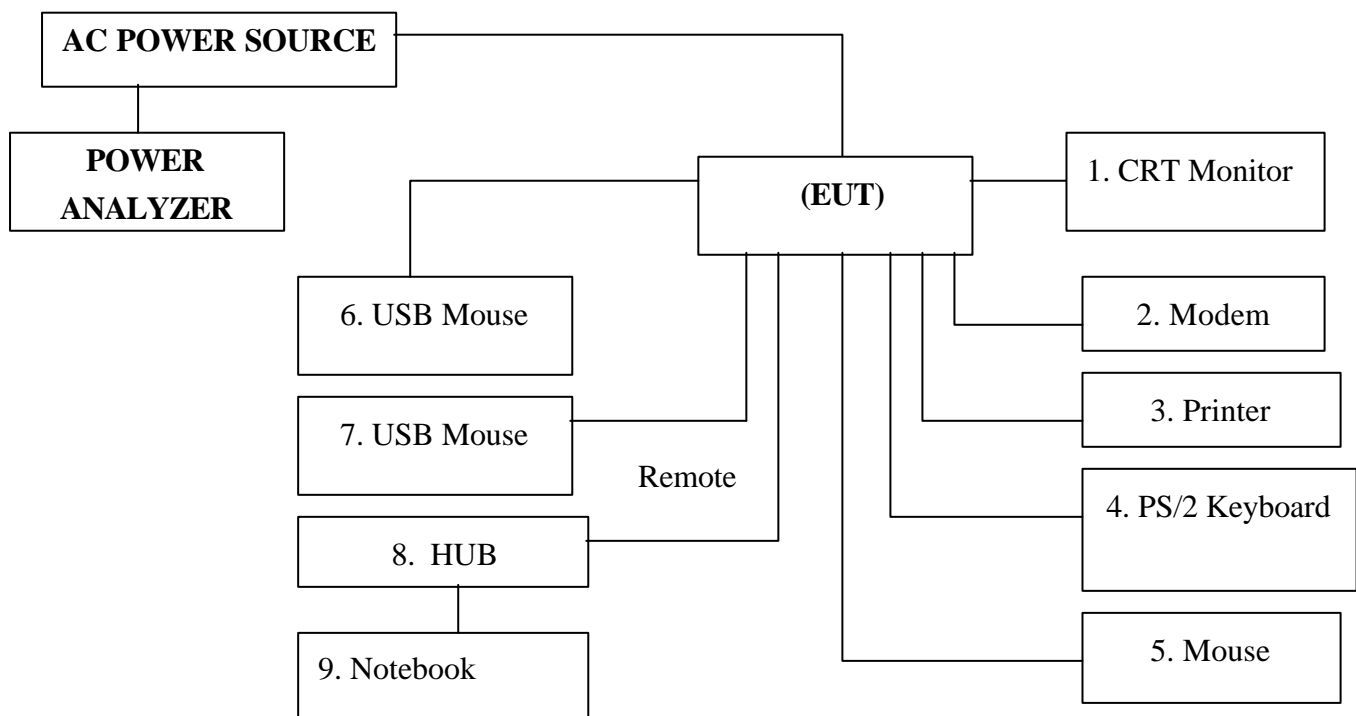 AC POWER SOURCE
POWER
ANALYZER
(EUT)
1. CRT Monitor
6. USB Mouse
2. Modem
7. USB Mouse
3. Printer
Remote
4. PS/2 Keyboard
8. HUB
5. Mouse
9. Notebook